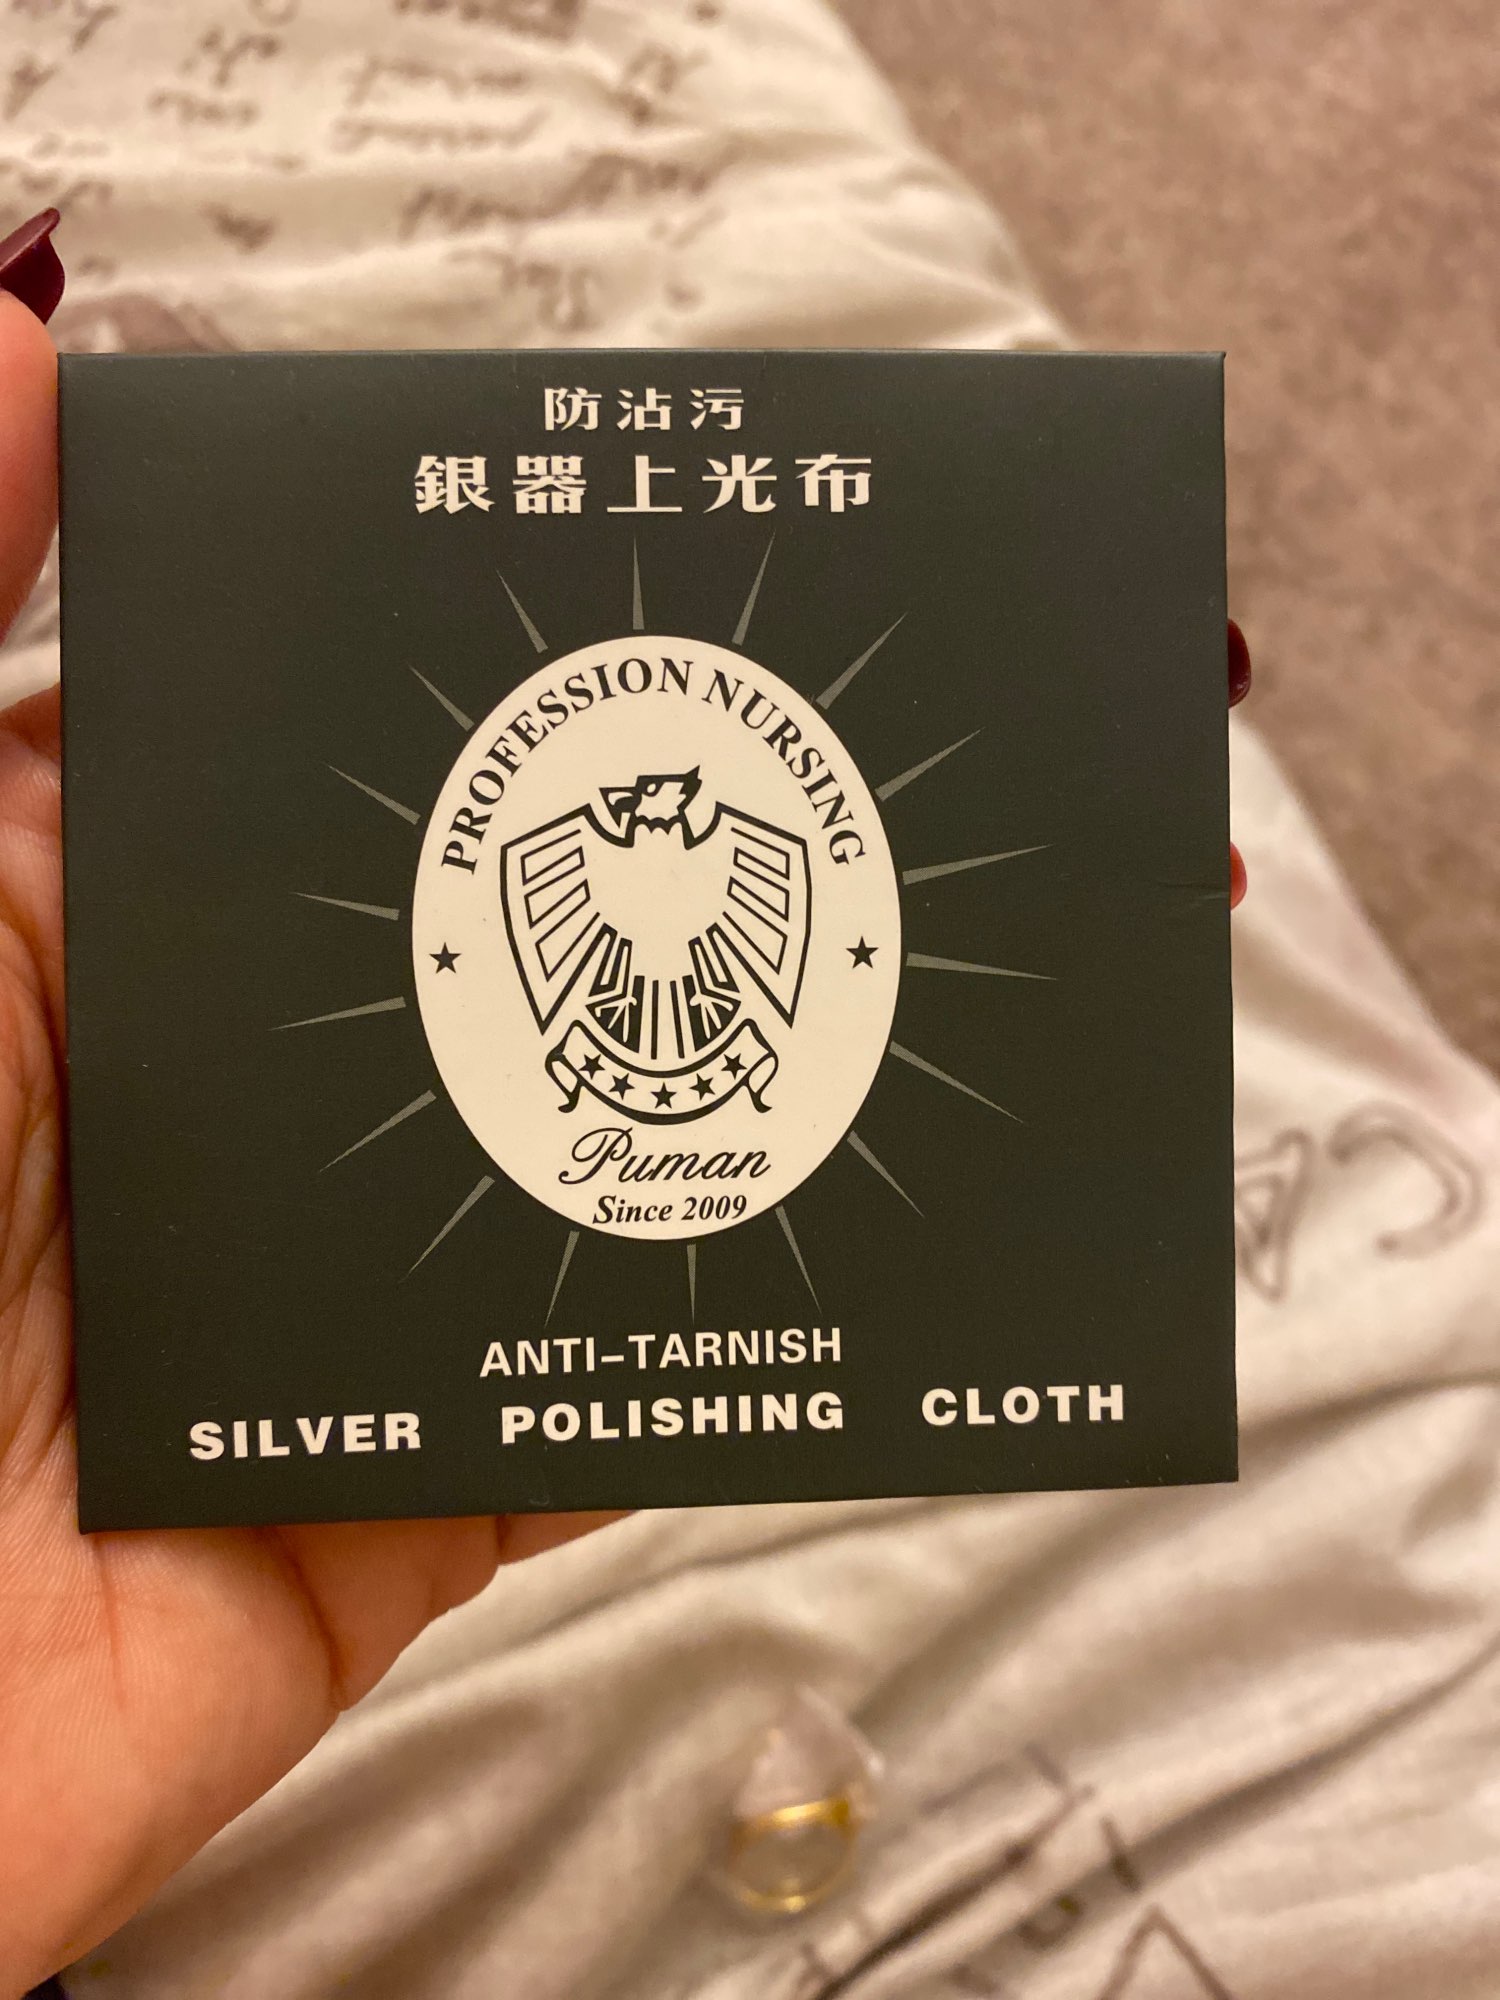 防沾污
銀器上光布
PROFESSION NURSING
Puman
Since 2009
ANTI-TARNISH
SILVER POLISHING CLOTH